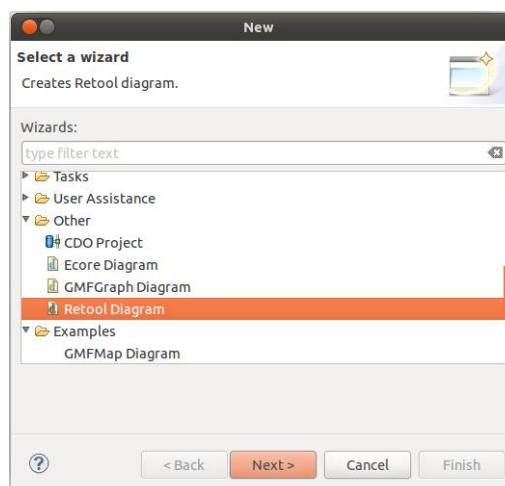 New
Select a wizard
Creates Retool diagram.
Wizards:
type filter text
Tasks
User Assistance
Other
CDO Project
Ecore Diagram
GMFGraph Diagram
Retool Diagram
Examples
GMFMap Diagram
? < Back Next > Cancel Finish